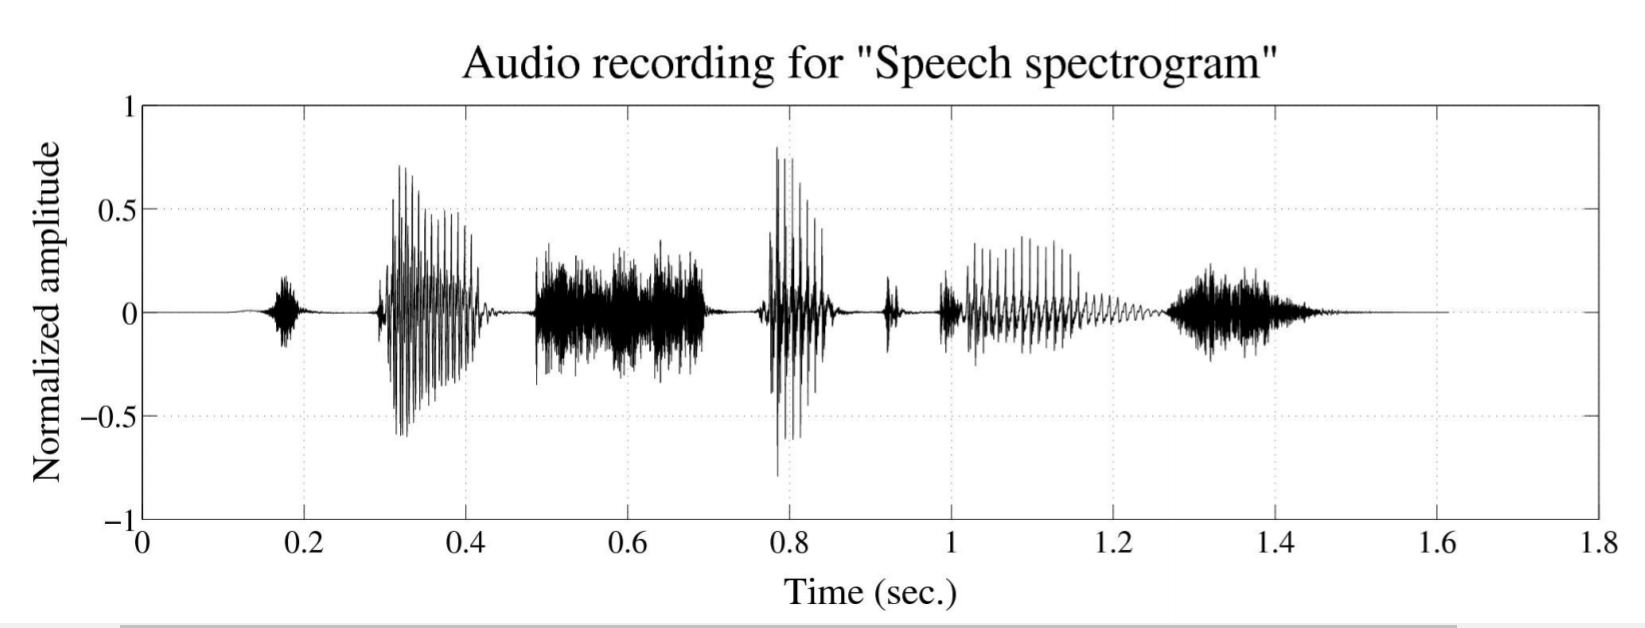 Audio recording for "Speech spectrogram"
Normalized amplitude
1
0.5
0
−0.5
−1
0 0.2 0.4 0.6 0.8 1 1.2 1.4 1.6 1.8
Time (sec.)